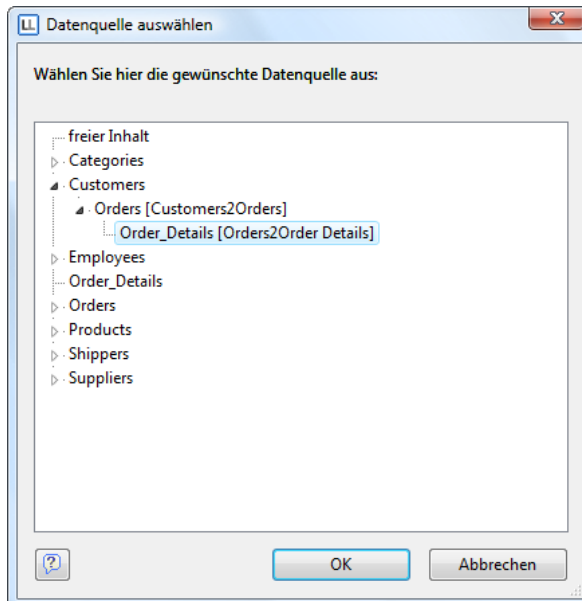 LL Datenquelle auswählen
Wählen Sie hier die gewünschte Datenquelle aus:
freier Inhalt
Categories
Customers
Orders [Customers2Orders]
Order_Details [Orders2Order Details]
Employees
Order_Details
Orders
Products
Shippers
Suppliers
? OK Abbrechen